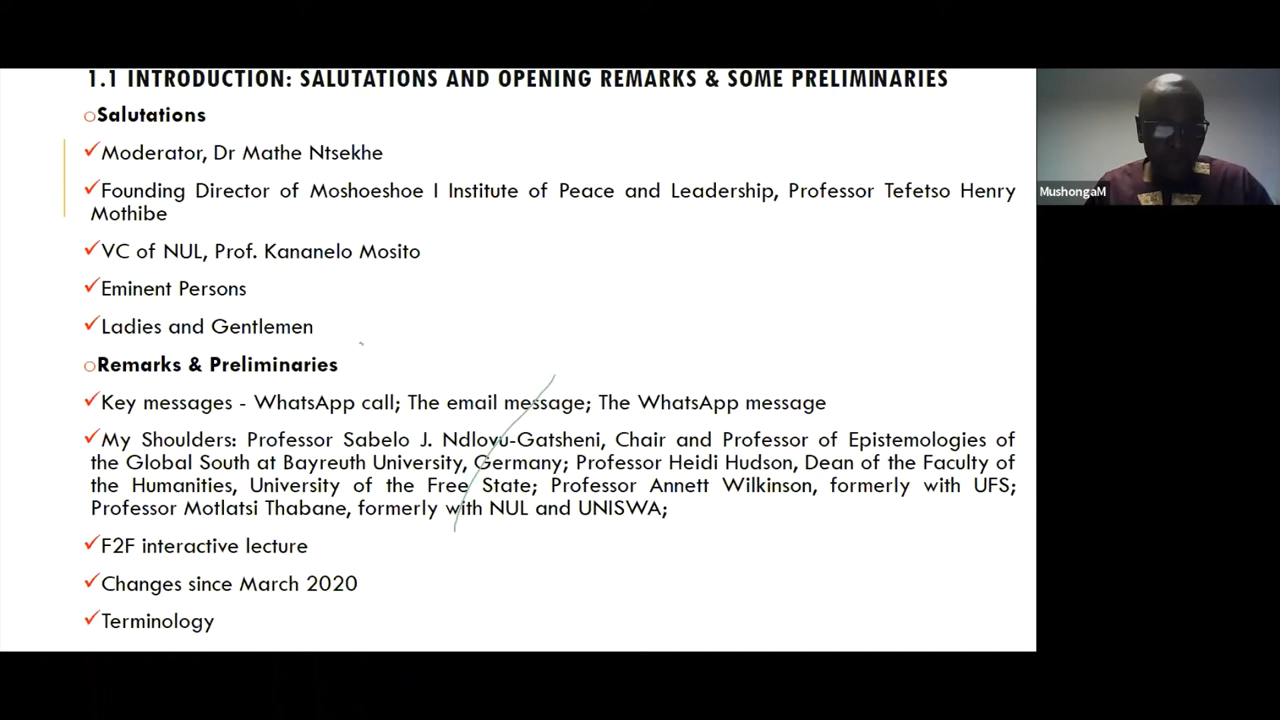 1.1 INTRODUCTION: SALUTATIONS AND OPENING REMARKS & SOME PRELIMINARIES
Salutations
Moderator, Dr Mathe Ntsekhe
Founding Director of Moshoeshoe I Institute of Peace and Leadership, Professor Tefetso Henry
Mothibe
VC of NUL, Prof. Kananelo Mosito
Eminent Persons
Ladies and Gentlemen
Remarks & Preliminaries
Key messages - WhatsApp call; The email message; The WhatsApp message
My Shoulders: Professor Sabelo J. Ndlovu-Gatsheni, Chair and Professor of Epistemologies of
the Global South at Bayreuth University, Germany; Professor Heidi Hudson, Dean of the Faculty of
the Humanities, University of the Free State; Professor Annett Wilkinson, formerly with UFS;
Professor Motlatsi Thabane, formerly with NUL and UNISWA;
F2F interactive lecture
Changes since March 2020
Terminology
MushongaM